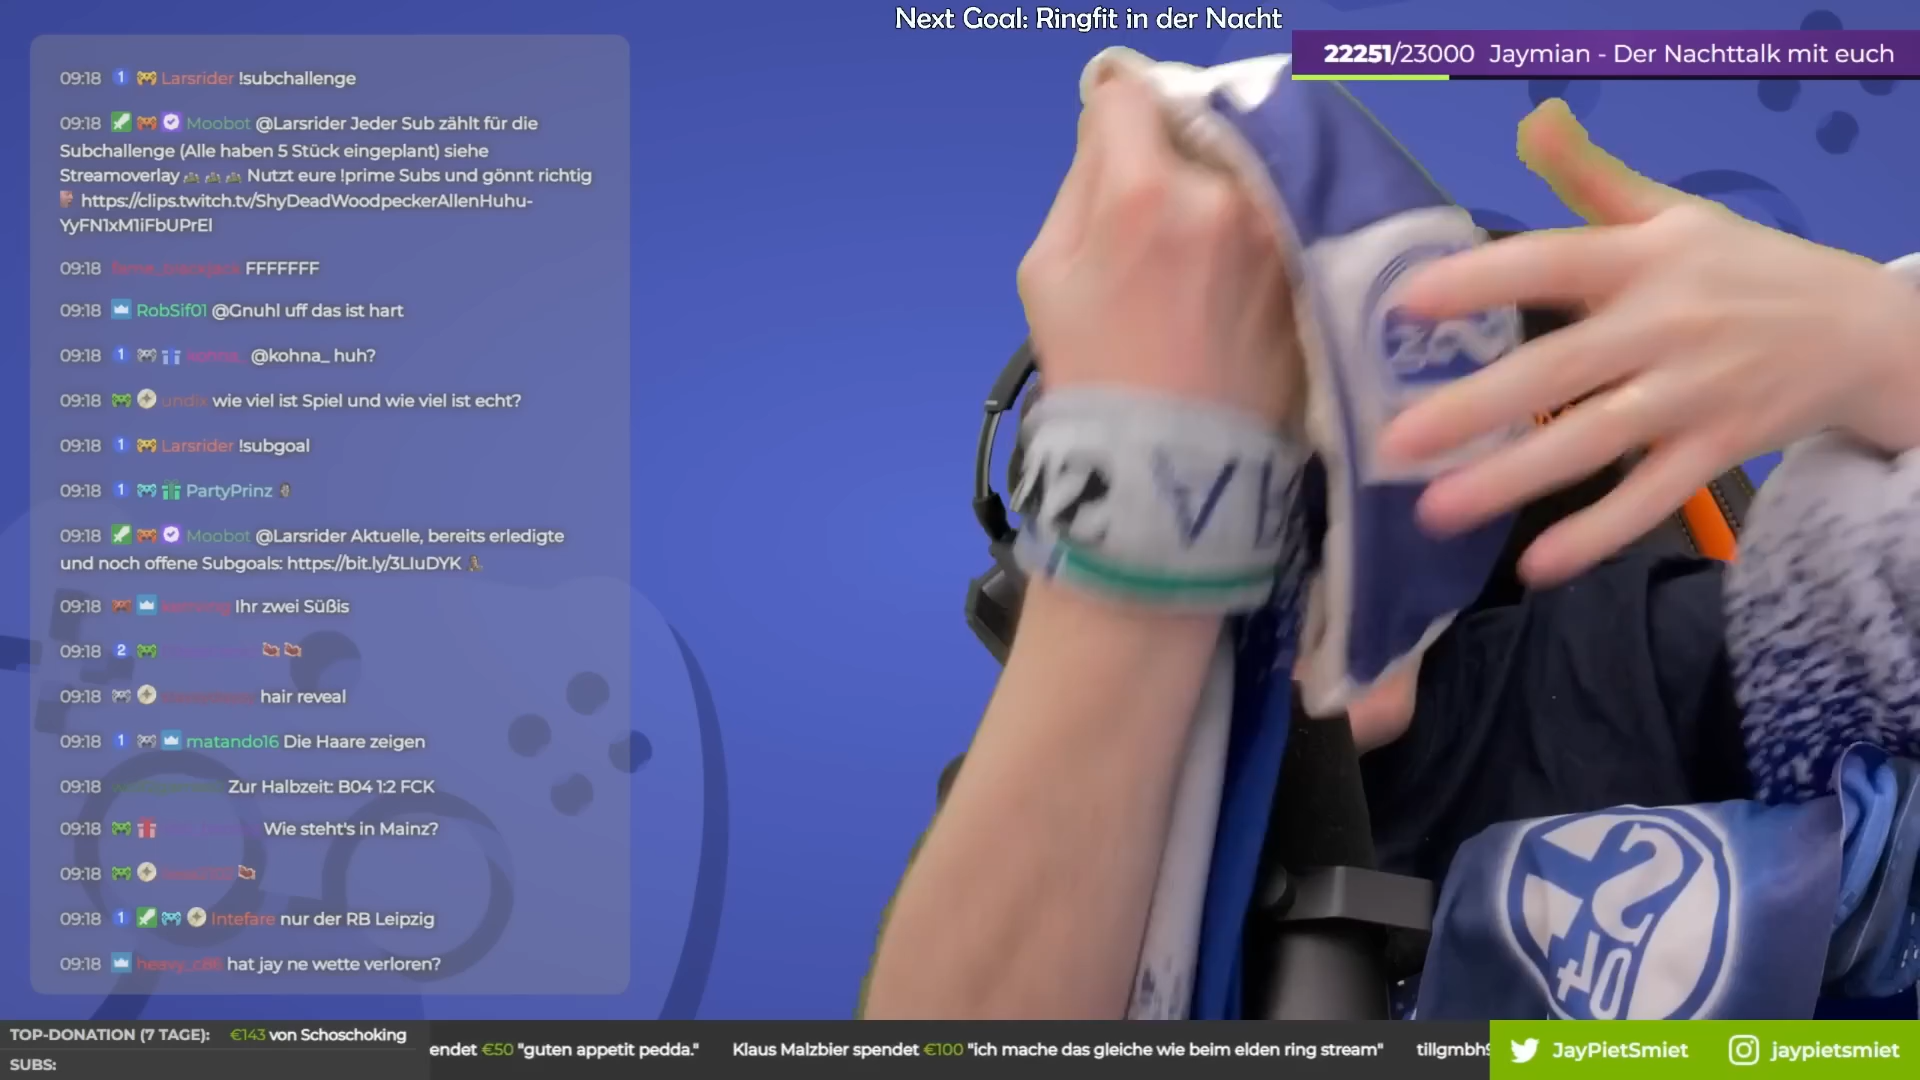 Next Goal: Ringfit in der Nacht
22251/23000 Jaymian - Der Nachttalk mit euch
09:18 1 Larsrider !subchallenge
09:18 Moobot @Larsrider Jeder Sub zählt für die
Subchallenge (Alle haben 5 Stück eingeplant) siehe
Streamoverlay Nutzt eure !prime Subs und gönnt richtig
https://clips.twitch.tv/ShyDeadWoodpeckerAllenHuhu-
YyFN1xM1iFbUPrEl
09:18 FFFFFFF
09:18 RobSif01 @Gnuhl uff das ist hart
09:18 1 kohna_ @kohna_ huh?
09:18 undix wie viel ist Spiel und wie viel ist echt?
09:18 1 Larsrider !subgoal
09:18 1 PartyPrinz
09:18 Moobot @Larsrider Aktuelle, bereits erledigte
und noch offene Subgoals: https://bit.ly/3LIuDYK
09:18 Ihr zwei Süßis
09:18 2
09:18 hair reveal
09:18 1 matando16 Die Haare zeigen
09:18 Zur Halbzeit: B04 1:2 FCK
09:18 Wie steht's in Mainz?
09:18
09:18 1 Intefare nur der RB Leipzig
09:18 heavy_c86 hat jay ne wette verloren?
TOP-DONATION (7 TAGE): €143 von Schoschoking
SUBS:
endet €50 "guten appetit pedda." Klaus Malzbier spendet €100 "ich mache das gleiche wie beim elden ring stream" tillgmbh
JayPietSmiet jaypietsmiet